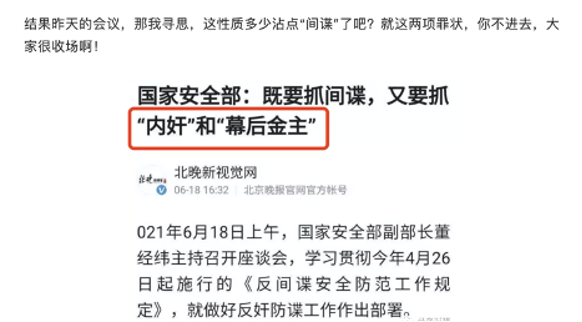 结果昨天的会议，那我寻思，这性质多少沾点“间谍”了吧？就这两项罪状，你不进去，大
家很收场啊！
国家安全部：既要抓间谍，又要抓
“内奸”和“幕后金主”
北晚新视觉网
06-18 16:32 北京晚报官网官方帐号
021年6月18日上午，国家安全部副部长董
经纬主持召开座谈会，学习贯彻今年4月26
日起施行的《反间谍安全防范工作规
定》，就做好反奸防谍工作作出部署。